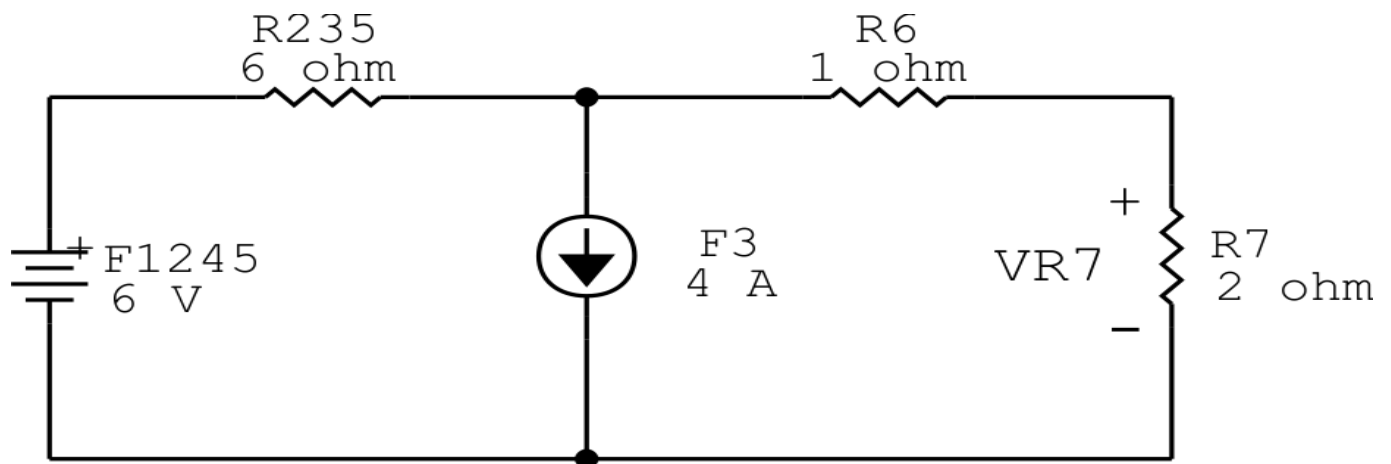 R235
6 ohm
R6
1 ohm
+
F1245
6 V
F3
4 A
+
VR7
−
R7
2 ohm